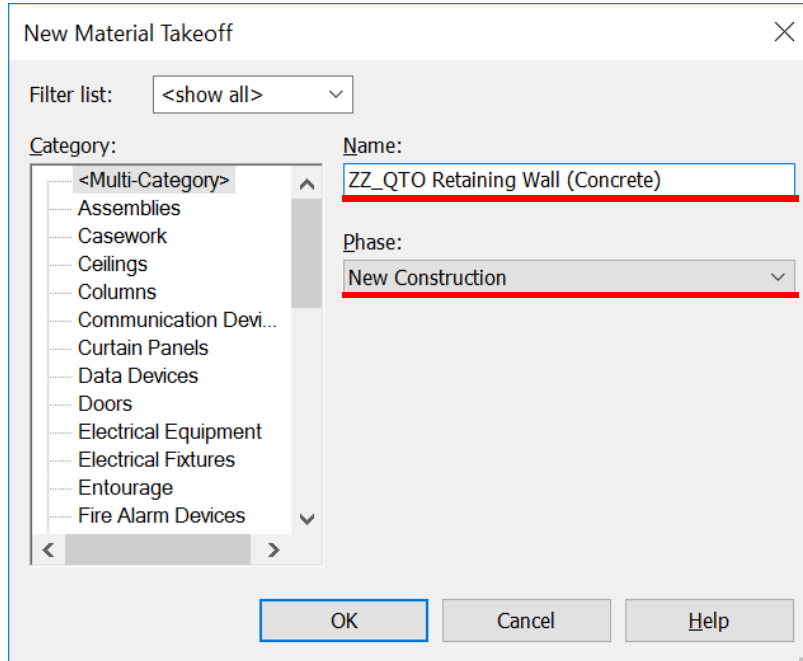 New Material Takeoff
Filter list:
<show all>
Category:
<Multi-Category>
Assemblies
Casework
Ceilings
Columns
Communication Devi...
Curtain Panels
Data Devices
Doors
Electrical Equipment
Electrical Fixtures
Entourage
Fire Alarm Devices
Name:
ZZ_QTO Retaining Wall (Concrete)
Phase:
New Construction
OK
Cancel
Help